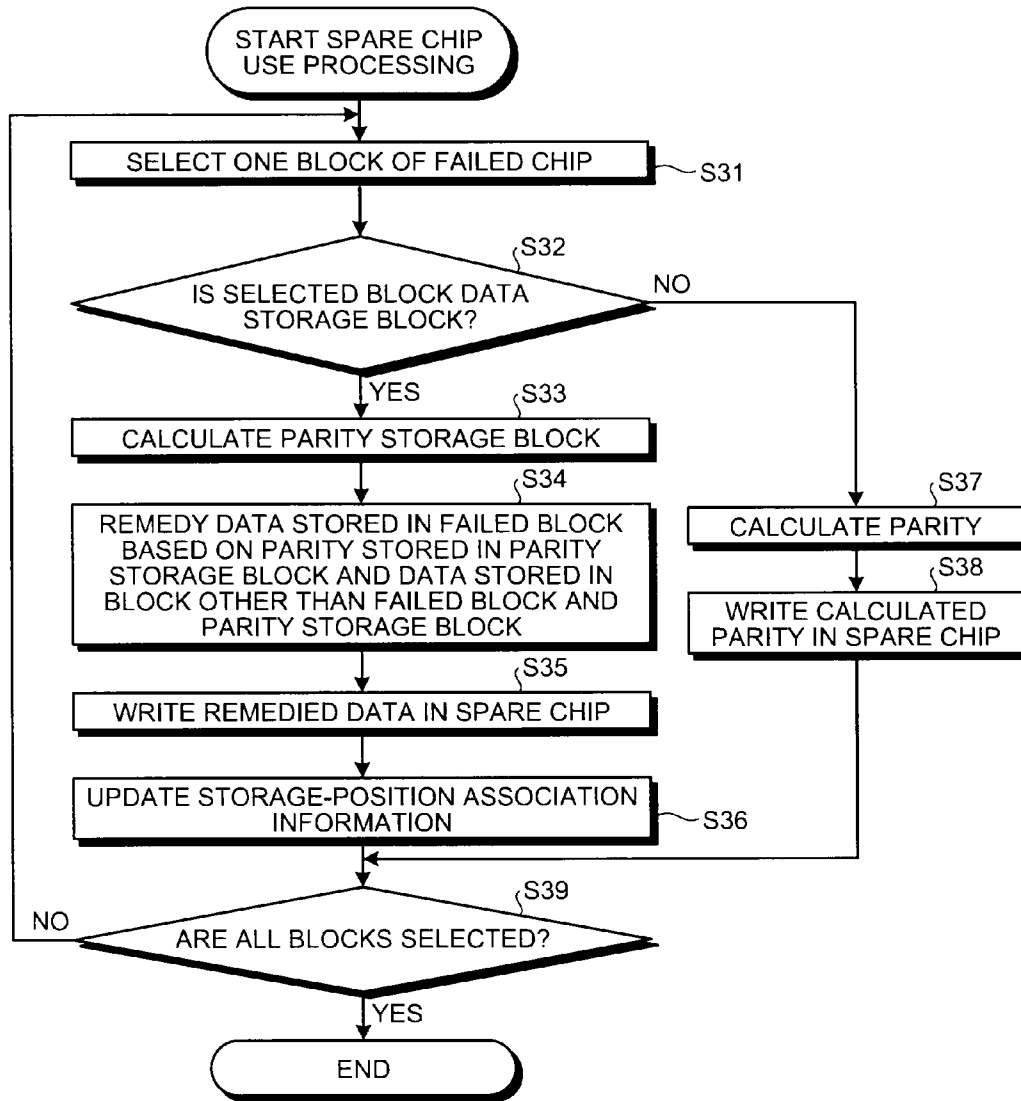 START SPARE CHIP
USE PROCESSING
SELECT ONE BLOCK OF FAILED CHIP
S31
S32
IS SELECTED BLOCK DATA
STORAGE BLOCK?
NO
YES
S33
CALCULATE PARITY STORAGE BLOCK
S34
REMEDY DATA STORED IN FAILED BLOCK
BASED ON PARITY STORED IN PARITY
STORAGE BLOCK AND DATA STORED IN
BLOCK OTHER THAN FAILED BLOCK AND
PARITY STORAGE BLOCK
S37
CALCULATE PARITY
S38
WRITE CALCULATED
PARITY IN SPARE CHIP
S35
WRITE REMEDIED DATA IN SPARE CHIP
UPDATE STORAGE-POSITION ASSOCIATION
INFORMATION
S36
S39
NO
ARE ALL BLOCKS SELECTED?
YES
END